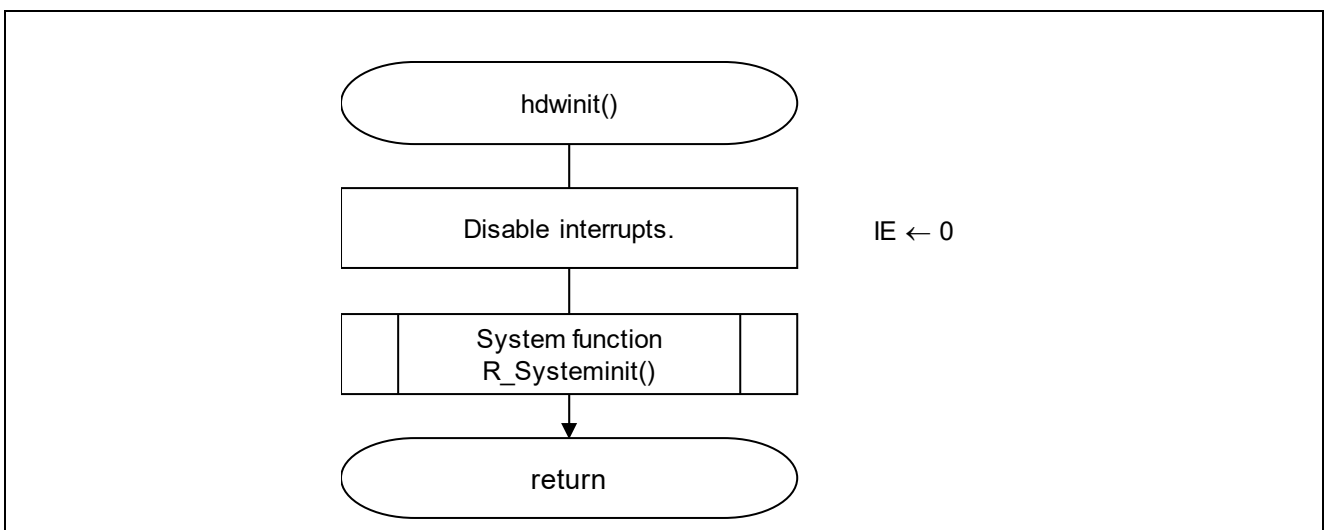 hdwinit()
Disable interrupts.
IE ← 0
System function
R_Systeminit()
return